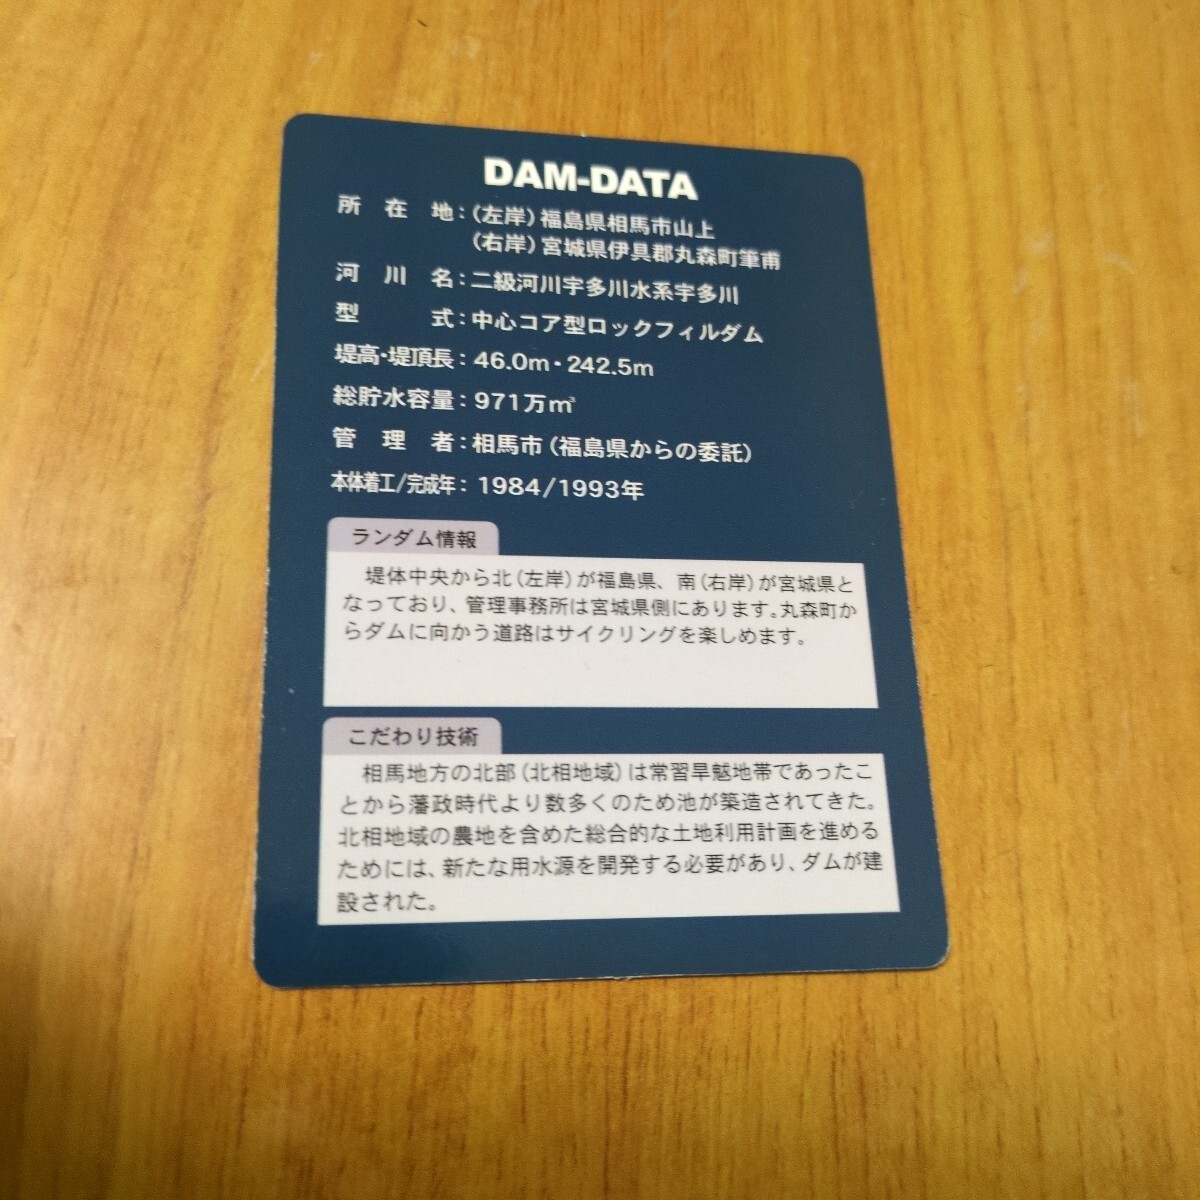 DAM-DATA
所在地:(左岸)福島県相馬市山上
(右岸)宮城県伊具郡丸森町筆甫
河川名:二級河川宇多川水系宇多川
型式:中心コア型ロックフィルダム
堤高・堤頂長:46.0m・242.5m
総貯水容量:971万㎥
管理者:相馬市(福島県からの委託)
本体着工/完成年:1984/1993年
ランダム情報
堤体中央から北(左岸)が福島県、南(右岸)が宮城県と
なっており、管理事務所は宮城県側にあります。丸森町か
らダムに向かう道路はサイクリングを楽しめます。
こだわり技術
相馬地方の北部(北相地域)は常習旱魃地帯であったこ
とから藩政時代より数多くのため池が築造されてきた。
北相地域の農地を含めた総合的な土地利用計画を進める
ためには、新たな用水源を開発する必要があり、ダムが建
設された。